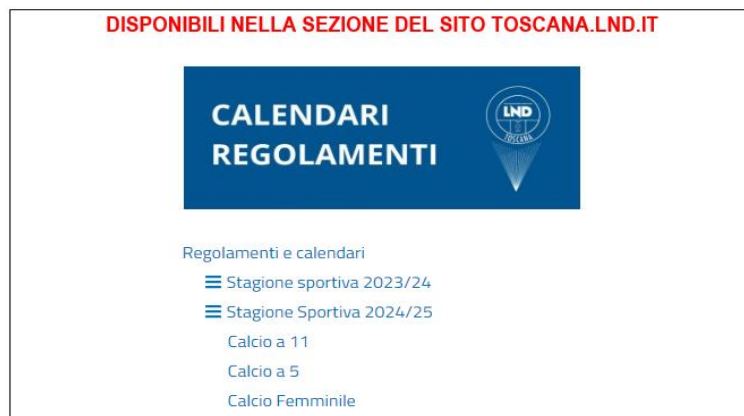 DISPONIBILI NELLA SEZIONE DEL SITO TOSCANA.LND.IT
CALENDARI
REGOLAMENTI
LND
TOSCANA
Regolamenti e calendari
Stagione sportiva 2023/24
Stagione Sportiva 2024/25
Calcio a 11
Calcio a 5
Calcio Femminile